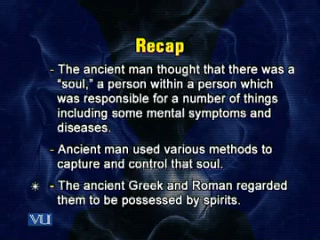 Recap
- The ancient man thought that there was a
"soul," a person within a person which
was responsible for a number of things
including some mental symptoms and
diseases.
- Ancient man used various methods to
capture and control that soul.
- The ancient Greek and Roman regarded
them to be possessed by spirits.
VU